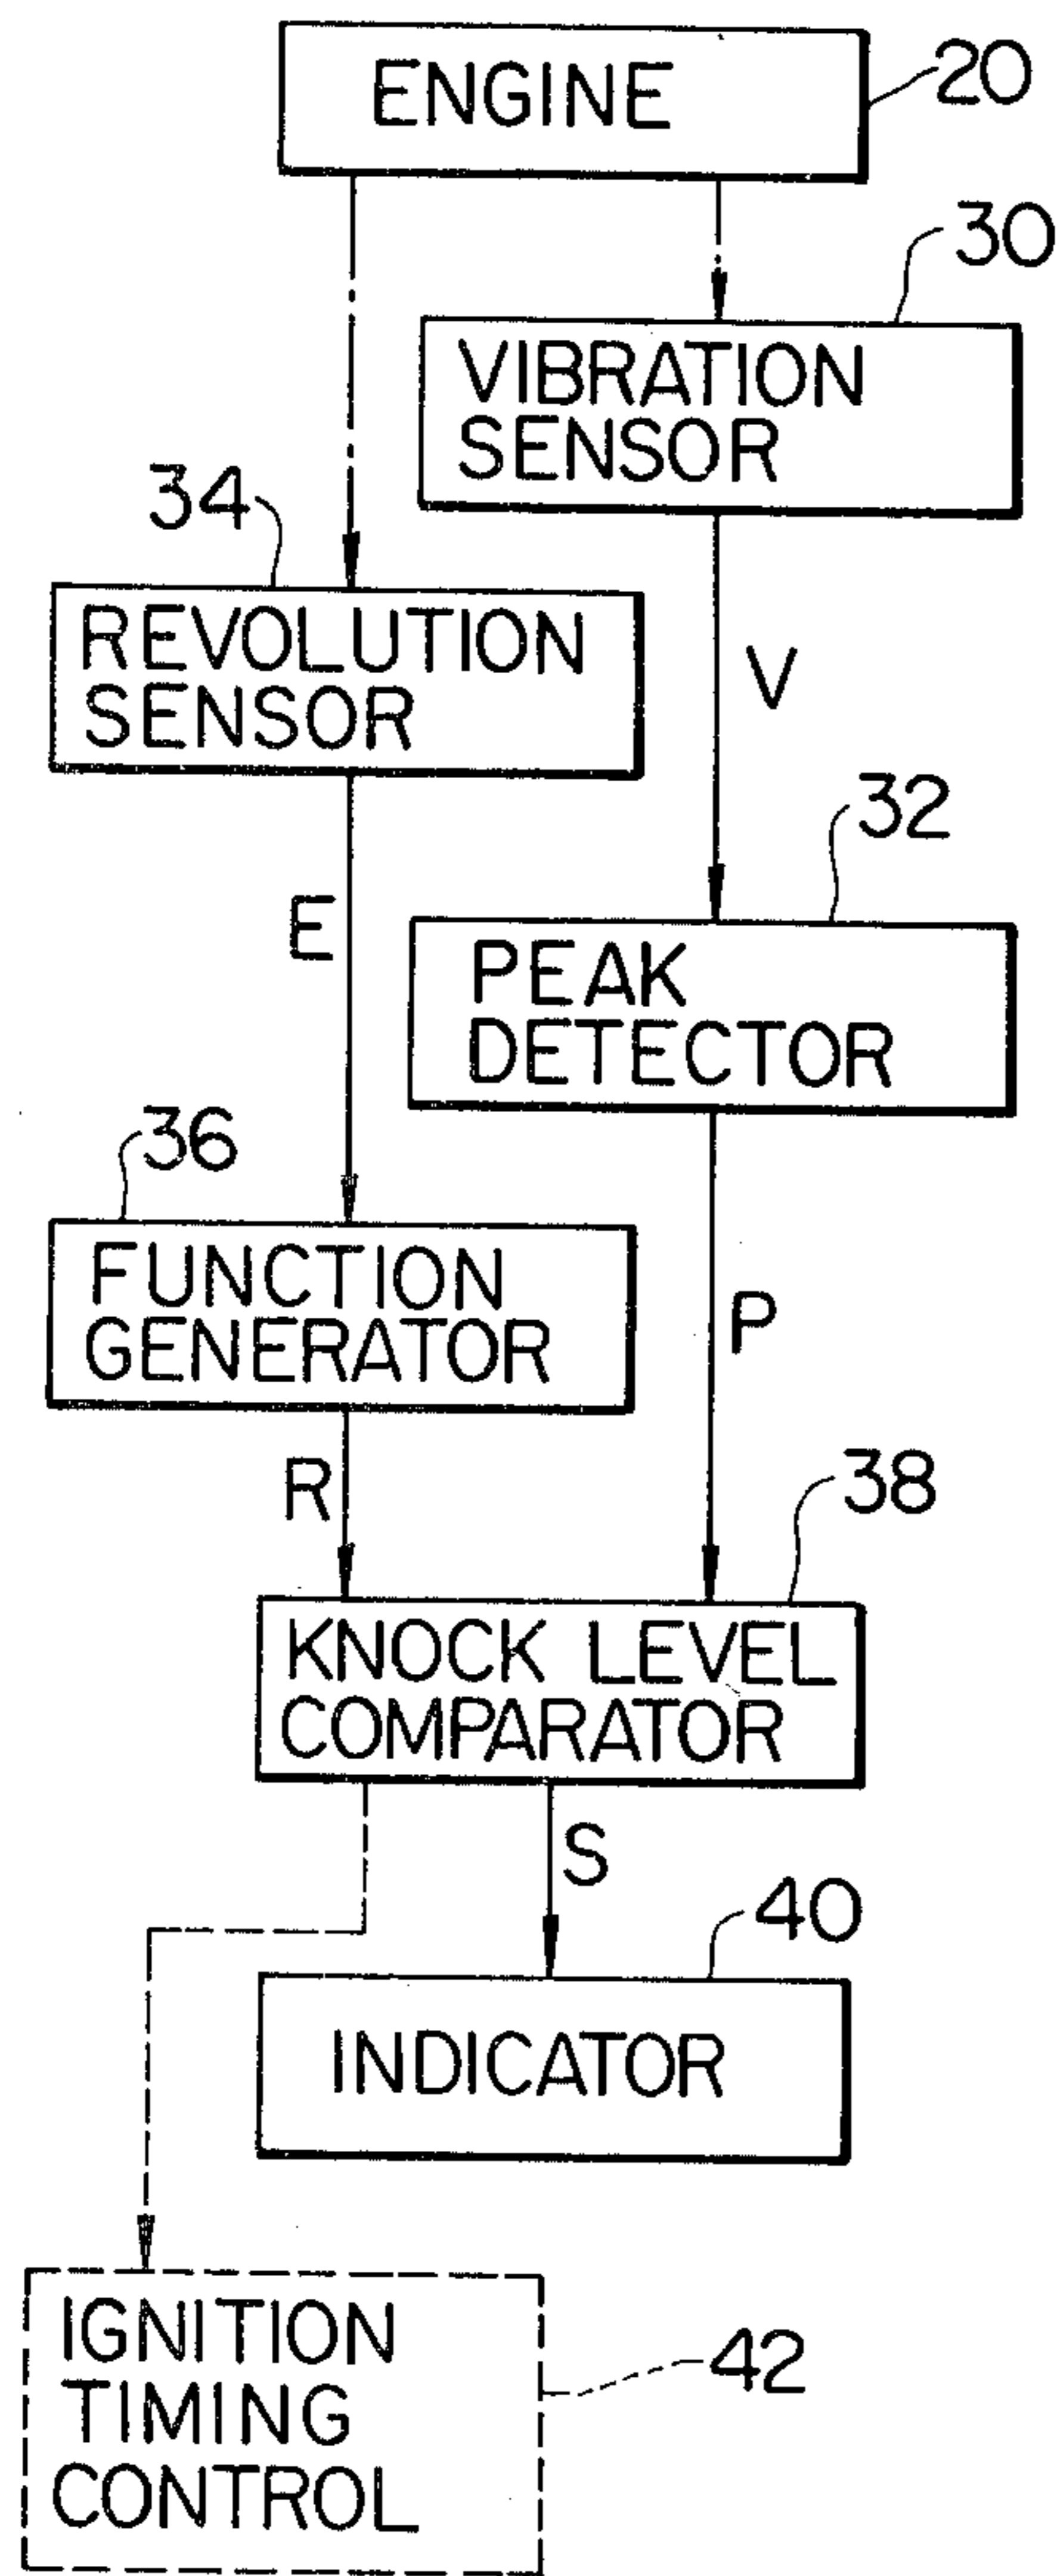 ENGINE
20
30
VIBRATION
SENSOR
34
REVOLUTION
SENSOR
V
32
E
PEAK
DETECTOR
36
FUNCTION
GENERATOR
P
R
38
KNOCK LEVEL
COMPARATOR
S
40
INDICATOR
IGNITION
TIMING
CONTROL
42